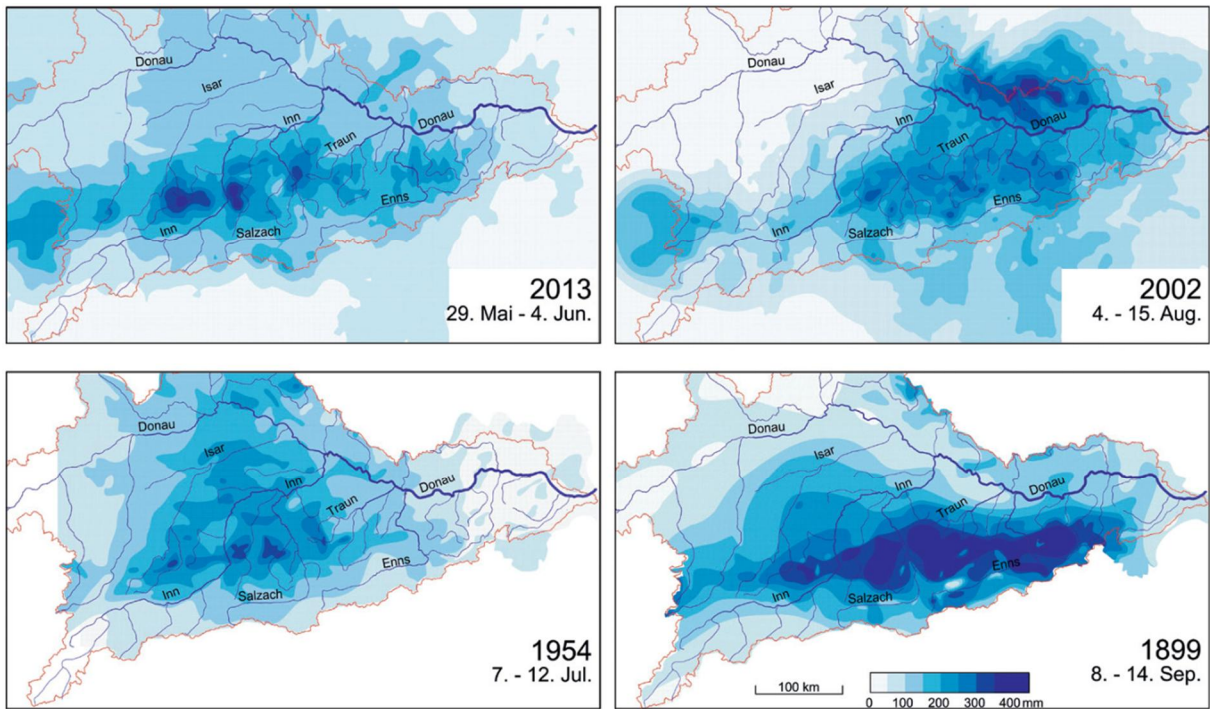 Donau
Isar
Inn
Traun
Donau
Enns
Inn
Salzach
2013
29. Mai - 4. Jun.
Donau
Isar
Inn
Donau
Traun
Enns
Inn
Salzach
2002
4. - 15. Aug.
Donau
Isar
Inn
Donau
Traun
Enns
Inn
Salzach
1954
7. - 12. Jul.
Donau
Isar
Inn
Donau
Traun
Enns
Inn
Salzach
1899
8. - 14. Sep.
100 km
0 100 200 300 400 mm